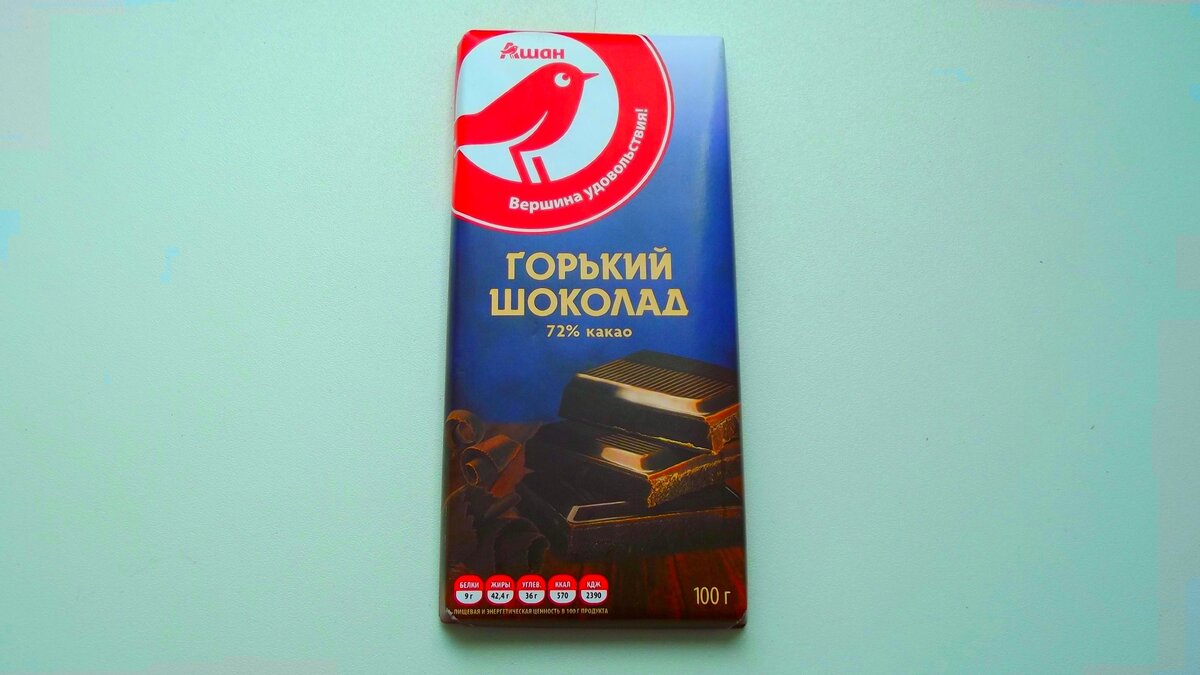 Ашан
Вершина удовольствия!
ГОРЬКИЙ
ШОКОЛАД
72% какао
БЕЛКИ ЖИРЫ УГЛЕВ. ККАЛ КДЖ
9 г 42,4 г 36 г 570 2390
ПИЩЕВАЯ И ЭНЕРГЕТИЧЕСКАЯ ЦЕННОСТЬ В 100 Г ПРОДУКТА
100 г